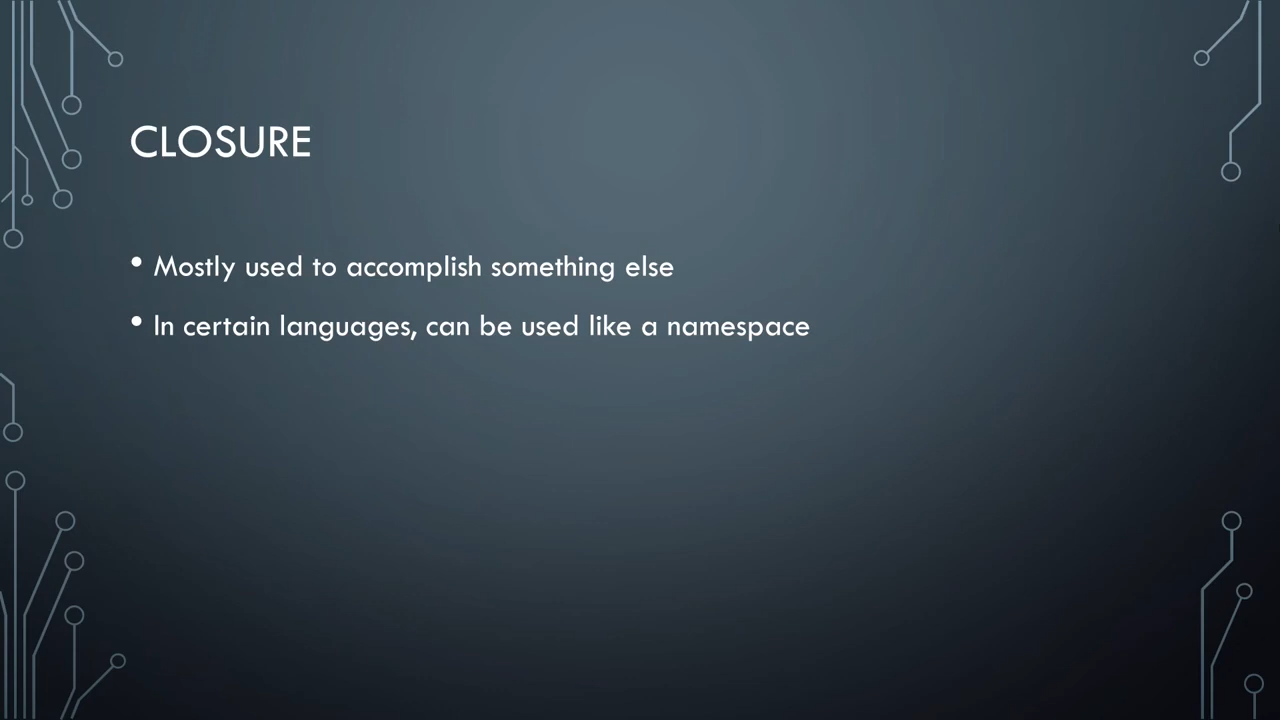 CLOSURE
• Mostly used to accomplish something else
• In certain languages, can be used like a namespace